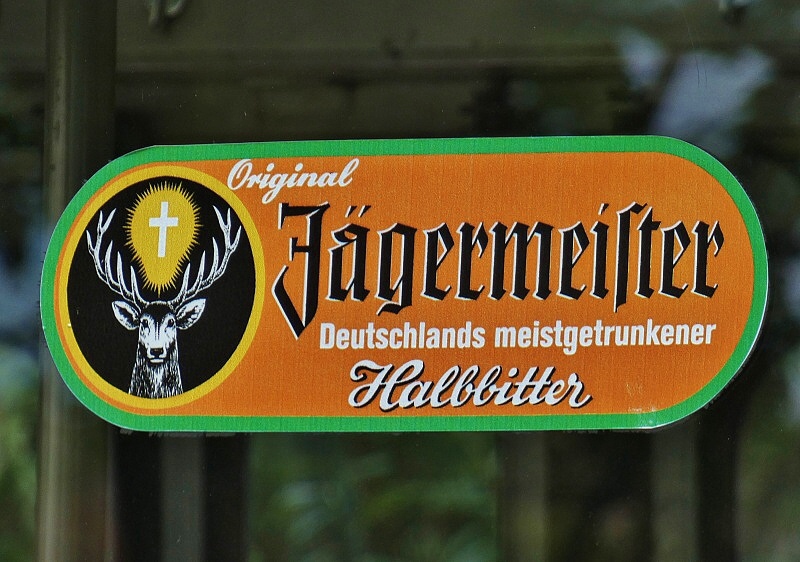 Original
Jägermeiſter
Deutschlands meistgetrunkener
Halbbitter